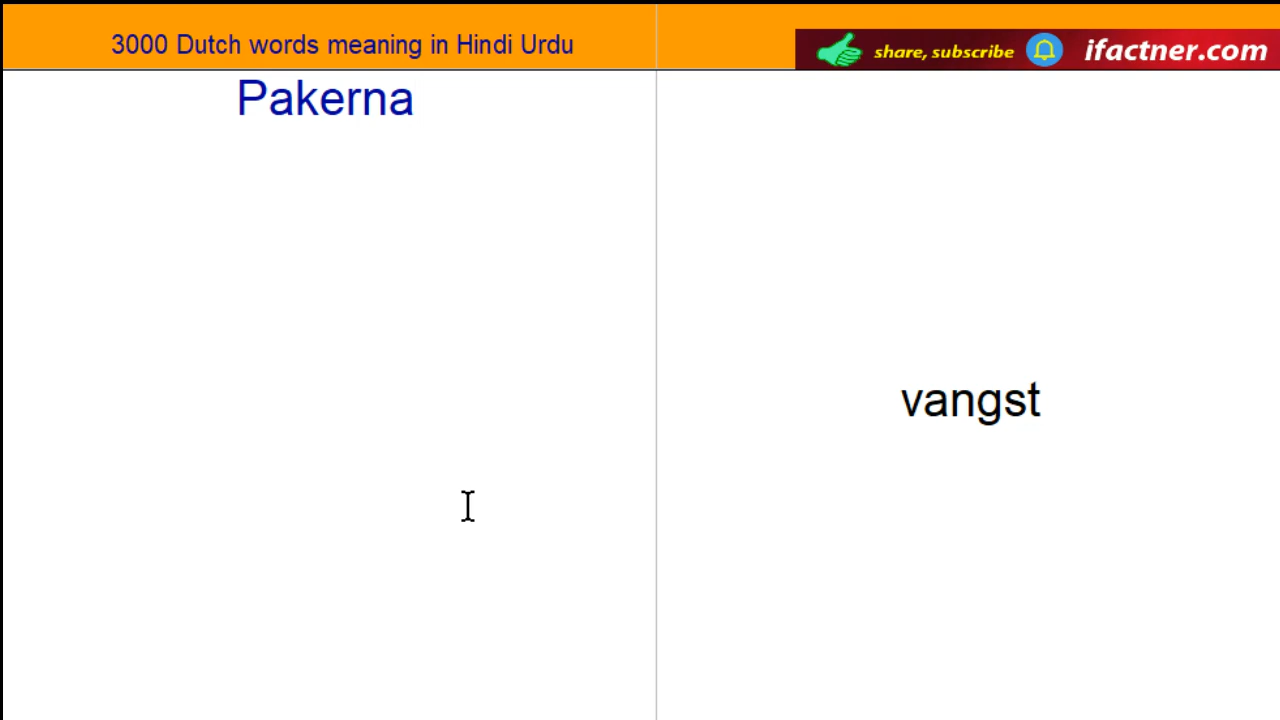 3000 Dutch words meaning in Hindi Urdu
share, subscribe
ifactner.com
Pakerna
vangst